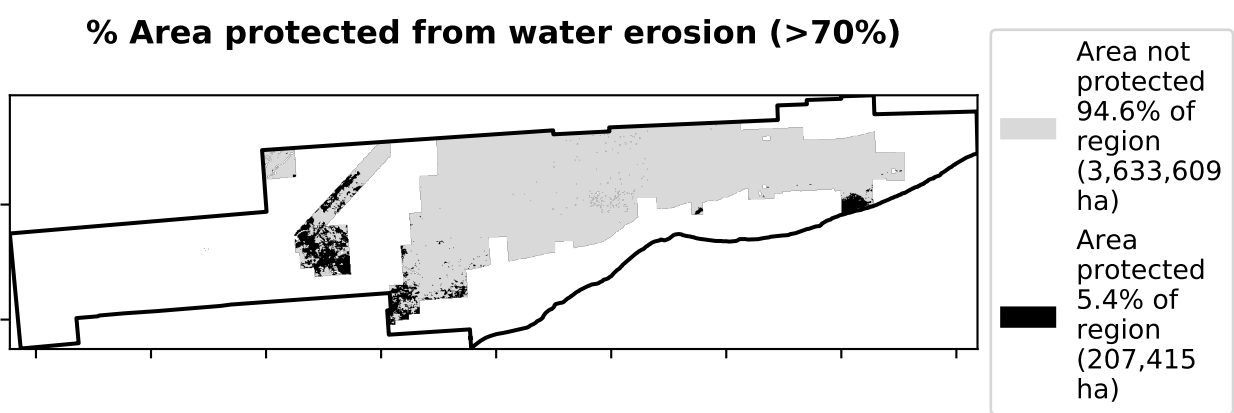 % Area protected from water erosion (>70%)
Area not
protected
94.6% of
region
(3,633,609
ha)
Area
protected
5.4% of
region
(207,415
ha)